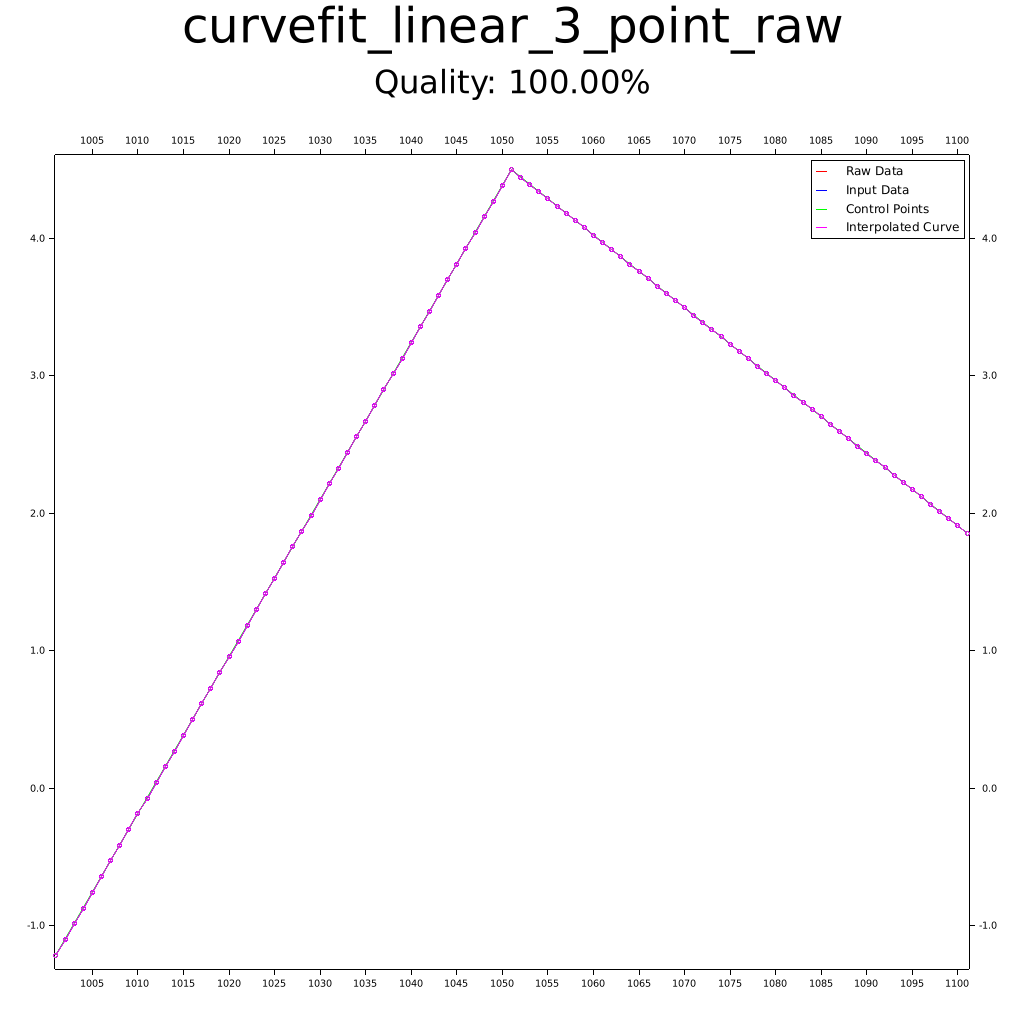 curvefit_linear_3_point_raw
Quality: 100.00%
1005 1010 1015 1020 1025 1030 1035 1040 1045 1050 1055 1060 1065 1070 1075 1080 1085 1090 1095 1100
Raw Data
Input Data
Control Points
Interpolated Curve
4.0 4.0
3.0 3.0
2.0 2.0
1.0 1.0
0.0 0.0
-1.0 -1.0
1005 1010 1015 1020 1025 1030 1035 1040 1045 1050 1055 1060 1065 1070 1075 1080 1085 1090 1095 1100